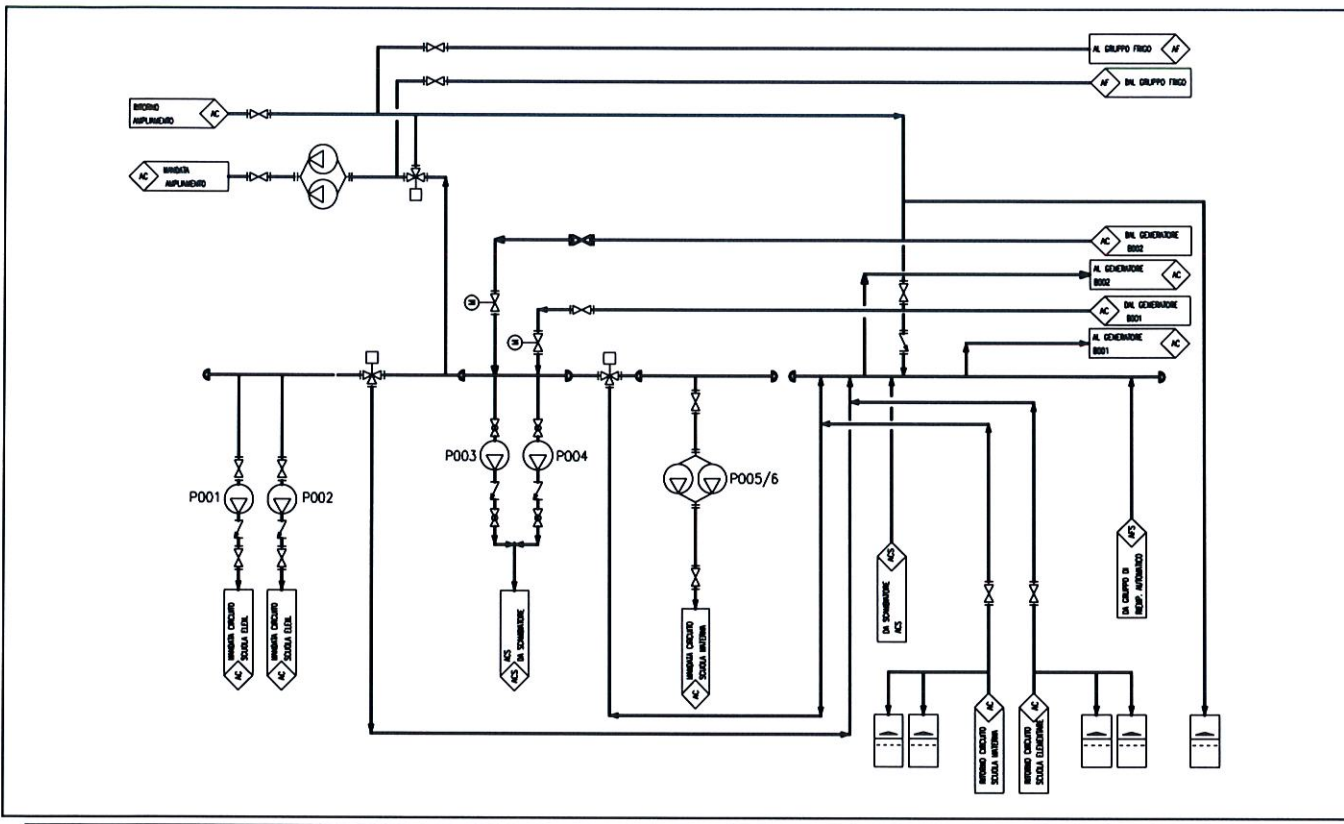 AL GRUPPO FRIGO
AF
AF
DAL GRUPPO FRIGO
RITORNO
AMPLIAMENTO
AC
AC
MANDATA
AMPLIAMENTO
AC
DAL GENERATORE
B002
AL GENERATORE
B002
AC
AC
DAL GENERATORE
B001
AL GENERATORE
B001
AC
P001
P002
P003
P004
P005/6
MANDATA CIRCUITO
SCUOLA ELEM.
AC
MANDATA CIRCUITO
SCUOLA ELEM.
AC
ACS
DA SCAMBIATORE
ACS
MANDATA CIRCUITO
SCUOLA MATERNA
AC
DA SCAMBIATORE
ACS
ACS
RITORNO CIRCUITO
SCUOLA MATERNA
AC
RITORNO CIRCUITO
SCUOLA ELEMENTARE
AC
DA GRUPPO DI
RIEMP. AUTOMATICO
AFS